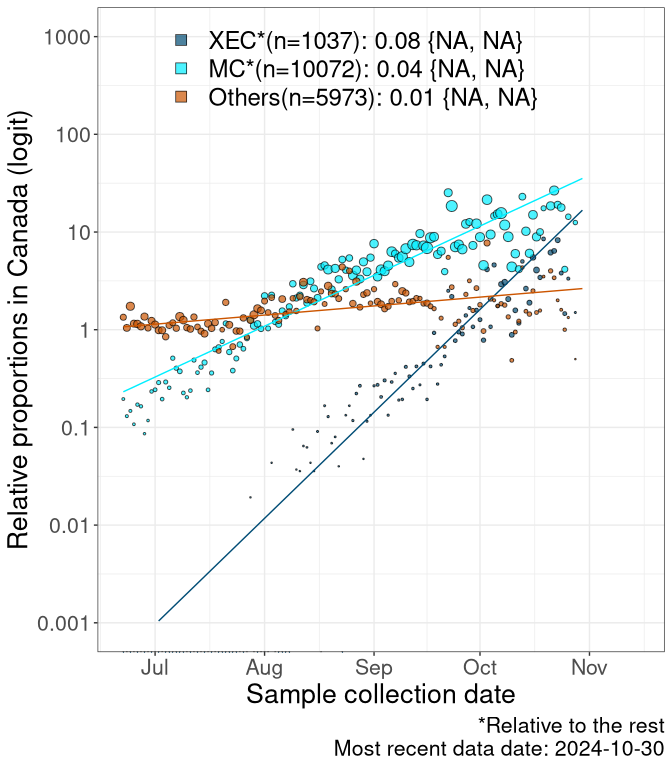 XEC*(n=1037): 0.08 {NA, NA}
MC*(n=10072): 0.04 {NA, NA}
Others(n=5973): 0.01 {NA, NA}
Relative proportions in Canada (logit)
1000
100
10
1
0.1
0.01
0.001
Jul Aug Sep Oct Nov
Sample collection date
*Relative to the rest
Most recent data date: 2024-10-30